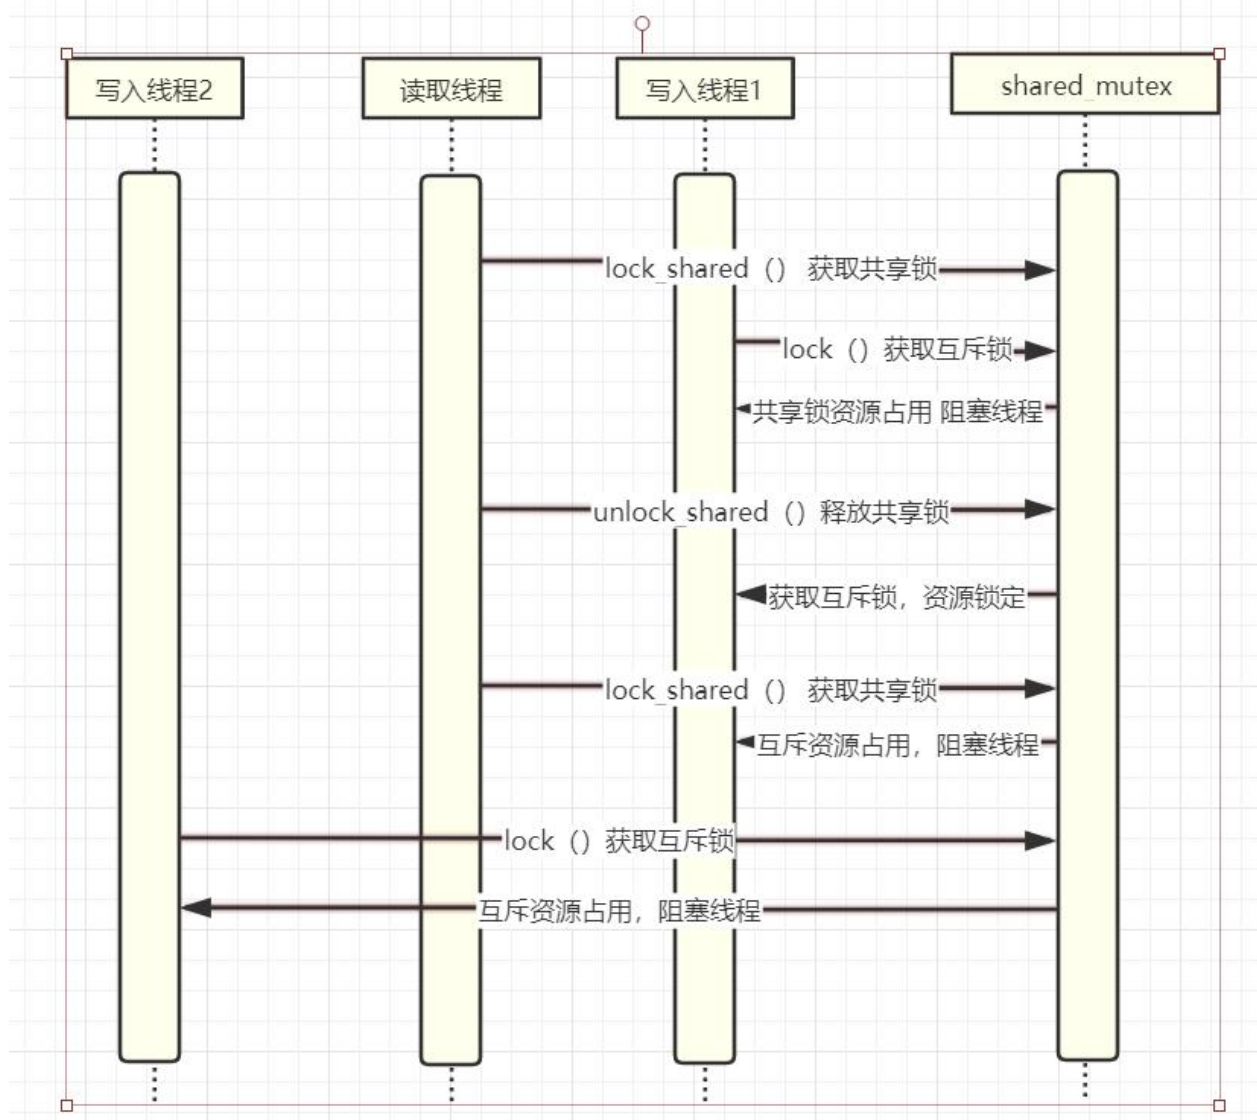 写入线程2
读取线程
写入线程1
shared_mutex
lock_shared（） 获取共享锁
lock（）获取互斥锁
共享锁资源占用 阻塞线程
unlock_shared（）释放共享锁
获取互斥锁，资源锁定
lock_shared（） 获取共享锁
互斥资源占用，阻塞线程
lock（）获取互斥锁
互斥资源占用，阻塞线程